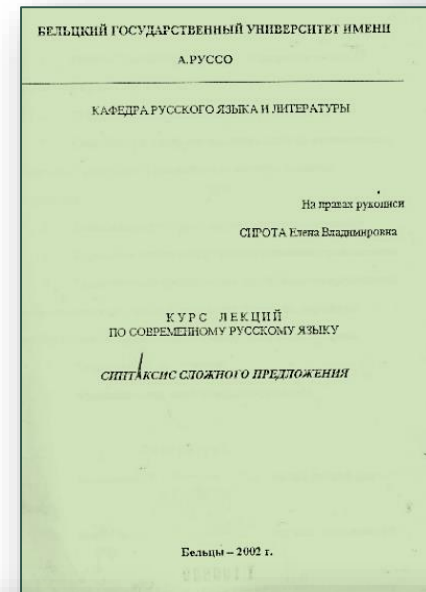 БЕЛЬЦКИЙ ГОСУДАРСТВЕННЫЙ УНИВЕРСИТЕТ ИМЕНИ
А.РУССО
КАФЕДРА РУССКОГО ЯЗЫКА И ЛИТЕРАТУРЫ
На правах рукописи
СИРОТА Елена Владимировна
КУРС ЛЕКЦИЙ
ПО СОВРЕМЕННОМУ РУССКОМУ ЯЗЫКУ
СИНТАКСИС СЛОЖНОГО ПРЕДЛОЖЕНИЯ
Бельцы – 2002 г.